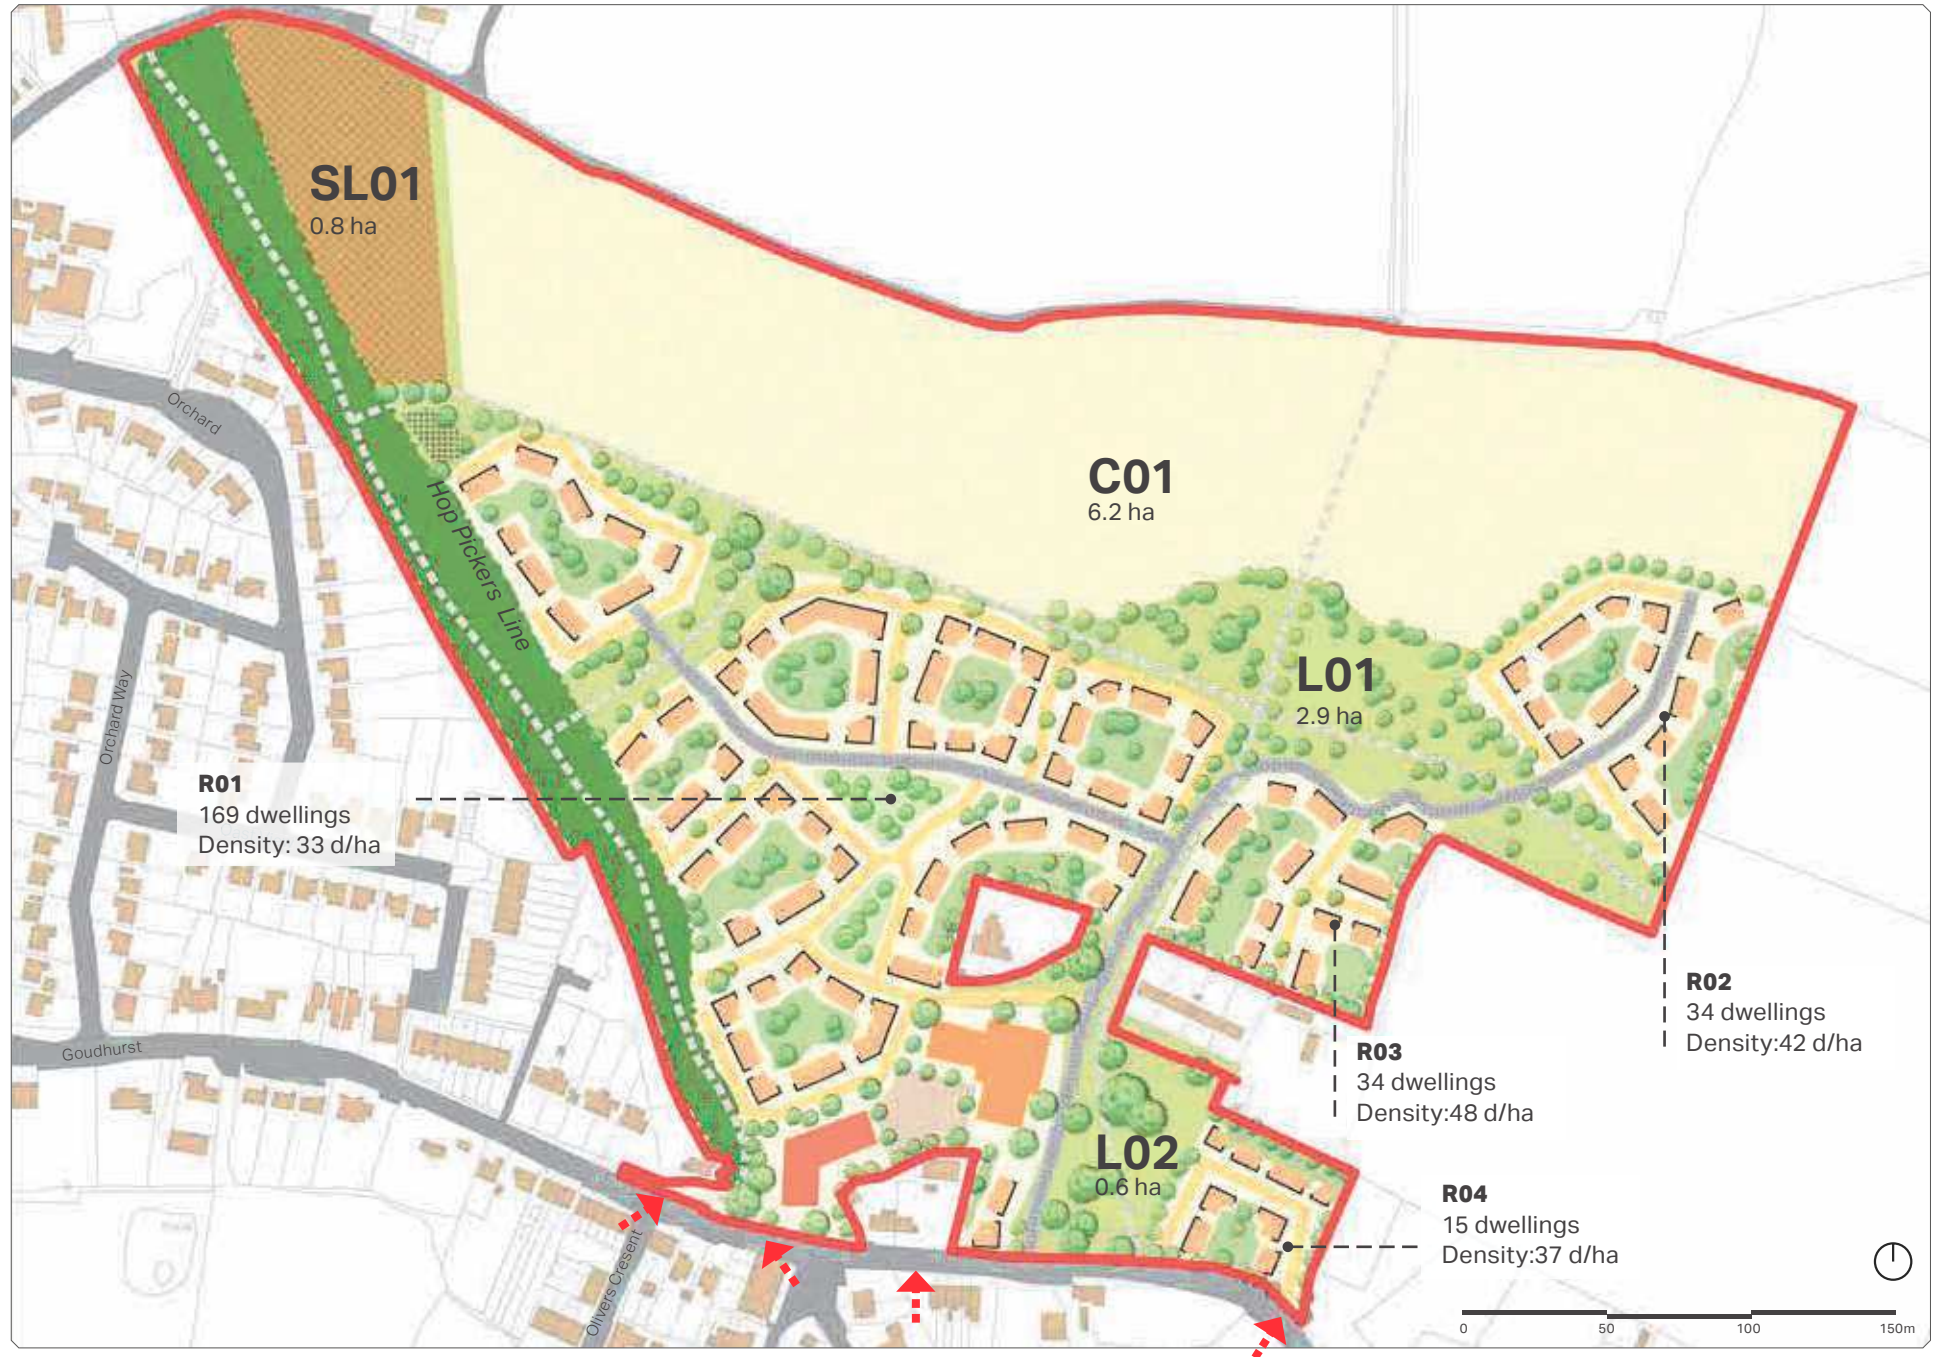 SL01
0.8 ha
C01
6.2 ha
Orchard
Hop Pickers Line
L01
2.9 ha
Orchard Way
R01
169 dwellings
Density: 33 d/ha
R02
34 dwellings
Density:42 d/ha
Goudhurst
R03
34 dwellings
Density:48 d/ha
L02
0.6 ha
R04
15 dwellings
Density:37 d/ha
Olivers Cresent
0 50 100 150m